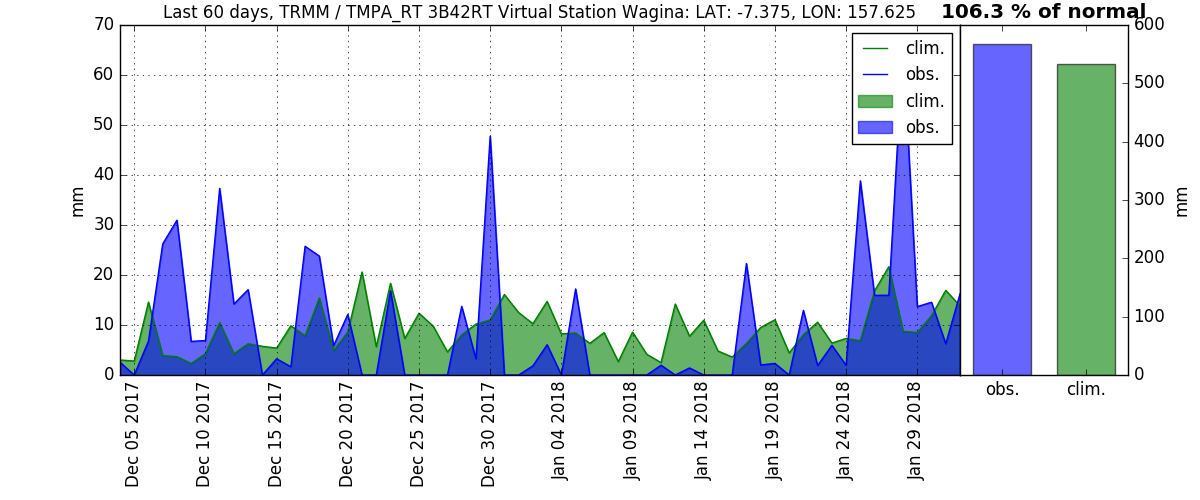 Last 60 days, TRMM / TMPA_RT 3B42RT Virtual Station Wagina: LAT: -7.375, LON: 157.625
106.3 % of normal
70
60
50
40
30
20
10
0
mm
clim.
obs.
clim.
obs.
600
500
400
300
200
100
0
mm
obs.
clim.
Dec 05 2017
Dec 10 2017
Dec 15 2017
Dec 20 2017
Dec 25 2017
Dec 30 2017
Jan 04 2018
Jan 09 2018
Jan 14 2018
Jan 19 2018
Jan 24 2018
Jan 29 2018